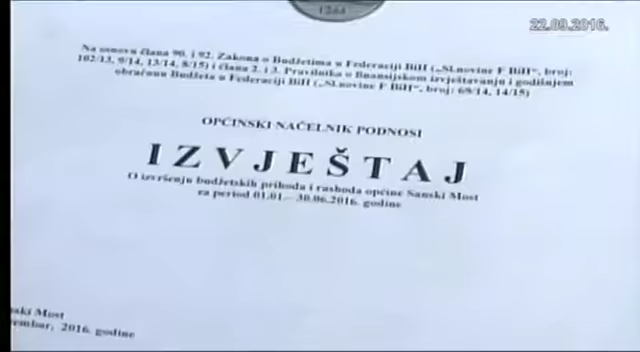 1244
22.09.2016.
Na osnovu člana 90. i 92. Zakona o Budžetima u Federaciji BiH („Sl.novine F BiH“, broj:
102/13, 9/14, 13/14, 8/15) i člana 2. i 3. Pravilnika o finansijskom izvještavanju i godišnjem
obračunu Budžeta u Federaciji BiH („Sl.novine F BiH“, broj: 69/14, 14/15)
OPĆINSKI NAČELNIK PODNOSI
IZVJEŠTAJ
O izvršenju budžetskih prihoda i rashoda općine Sanski Most
za period 01.01.– 30.06.2016. godine
nski Most
embar, 2016. godine